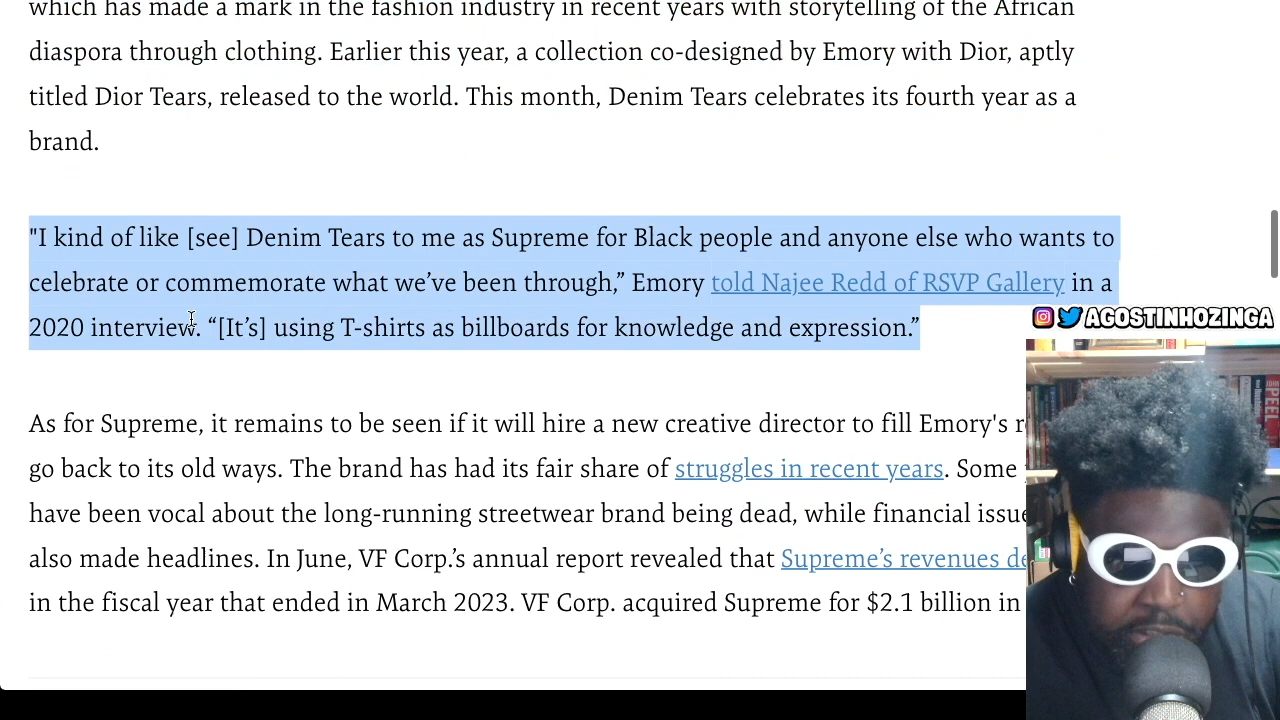 which has made a mark in the fashion industry in recent years with storytelling of the African
diaspora through clothing. Earlier this year, a collection co-designed by Emory with Dior, aptly
titled Dior Tears, released to the world. This month, Denim Tears celebrates its fourth year as a
brand.
"I kind of like [see] Denim Tears to me as Supreme for Black people and anyone else who wants to
celebrate or commemorate what we’ve been through,” Emory told Najee Redd of RSVP Gallery in a
2020 interview. “[It’s] using T-shirts as billboards for knowledge and expression.”
AGOSTINHOZINGA
As for Supreme, it remains to be seen if it will hire a new creative director to fill Emory's
go back to its old ways. The brand has had its fair share of struggles in recent years. Some
have been vocal about the long-running streetwear brand being dead, while financial
also made headlines. In June, VF Corp.’s annual report revealed that Supreme’s revenues
in the fiscal year that ended in March 2023. VF Corp. acquired Supreme for $2.1 billion in